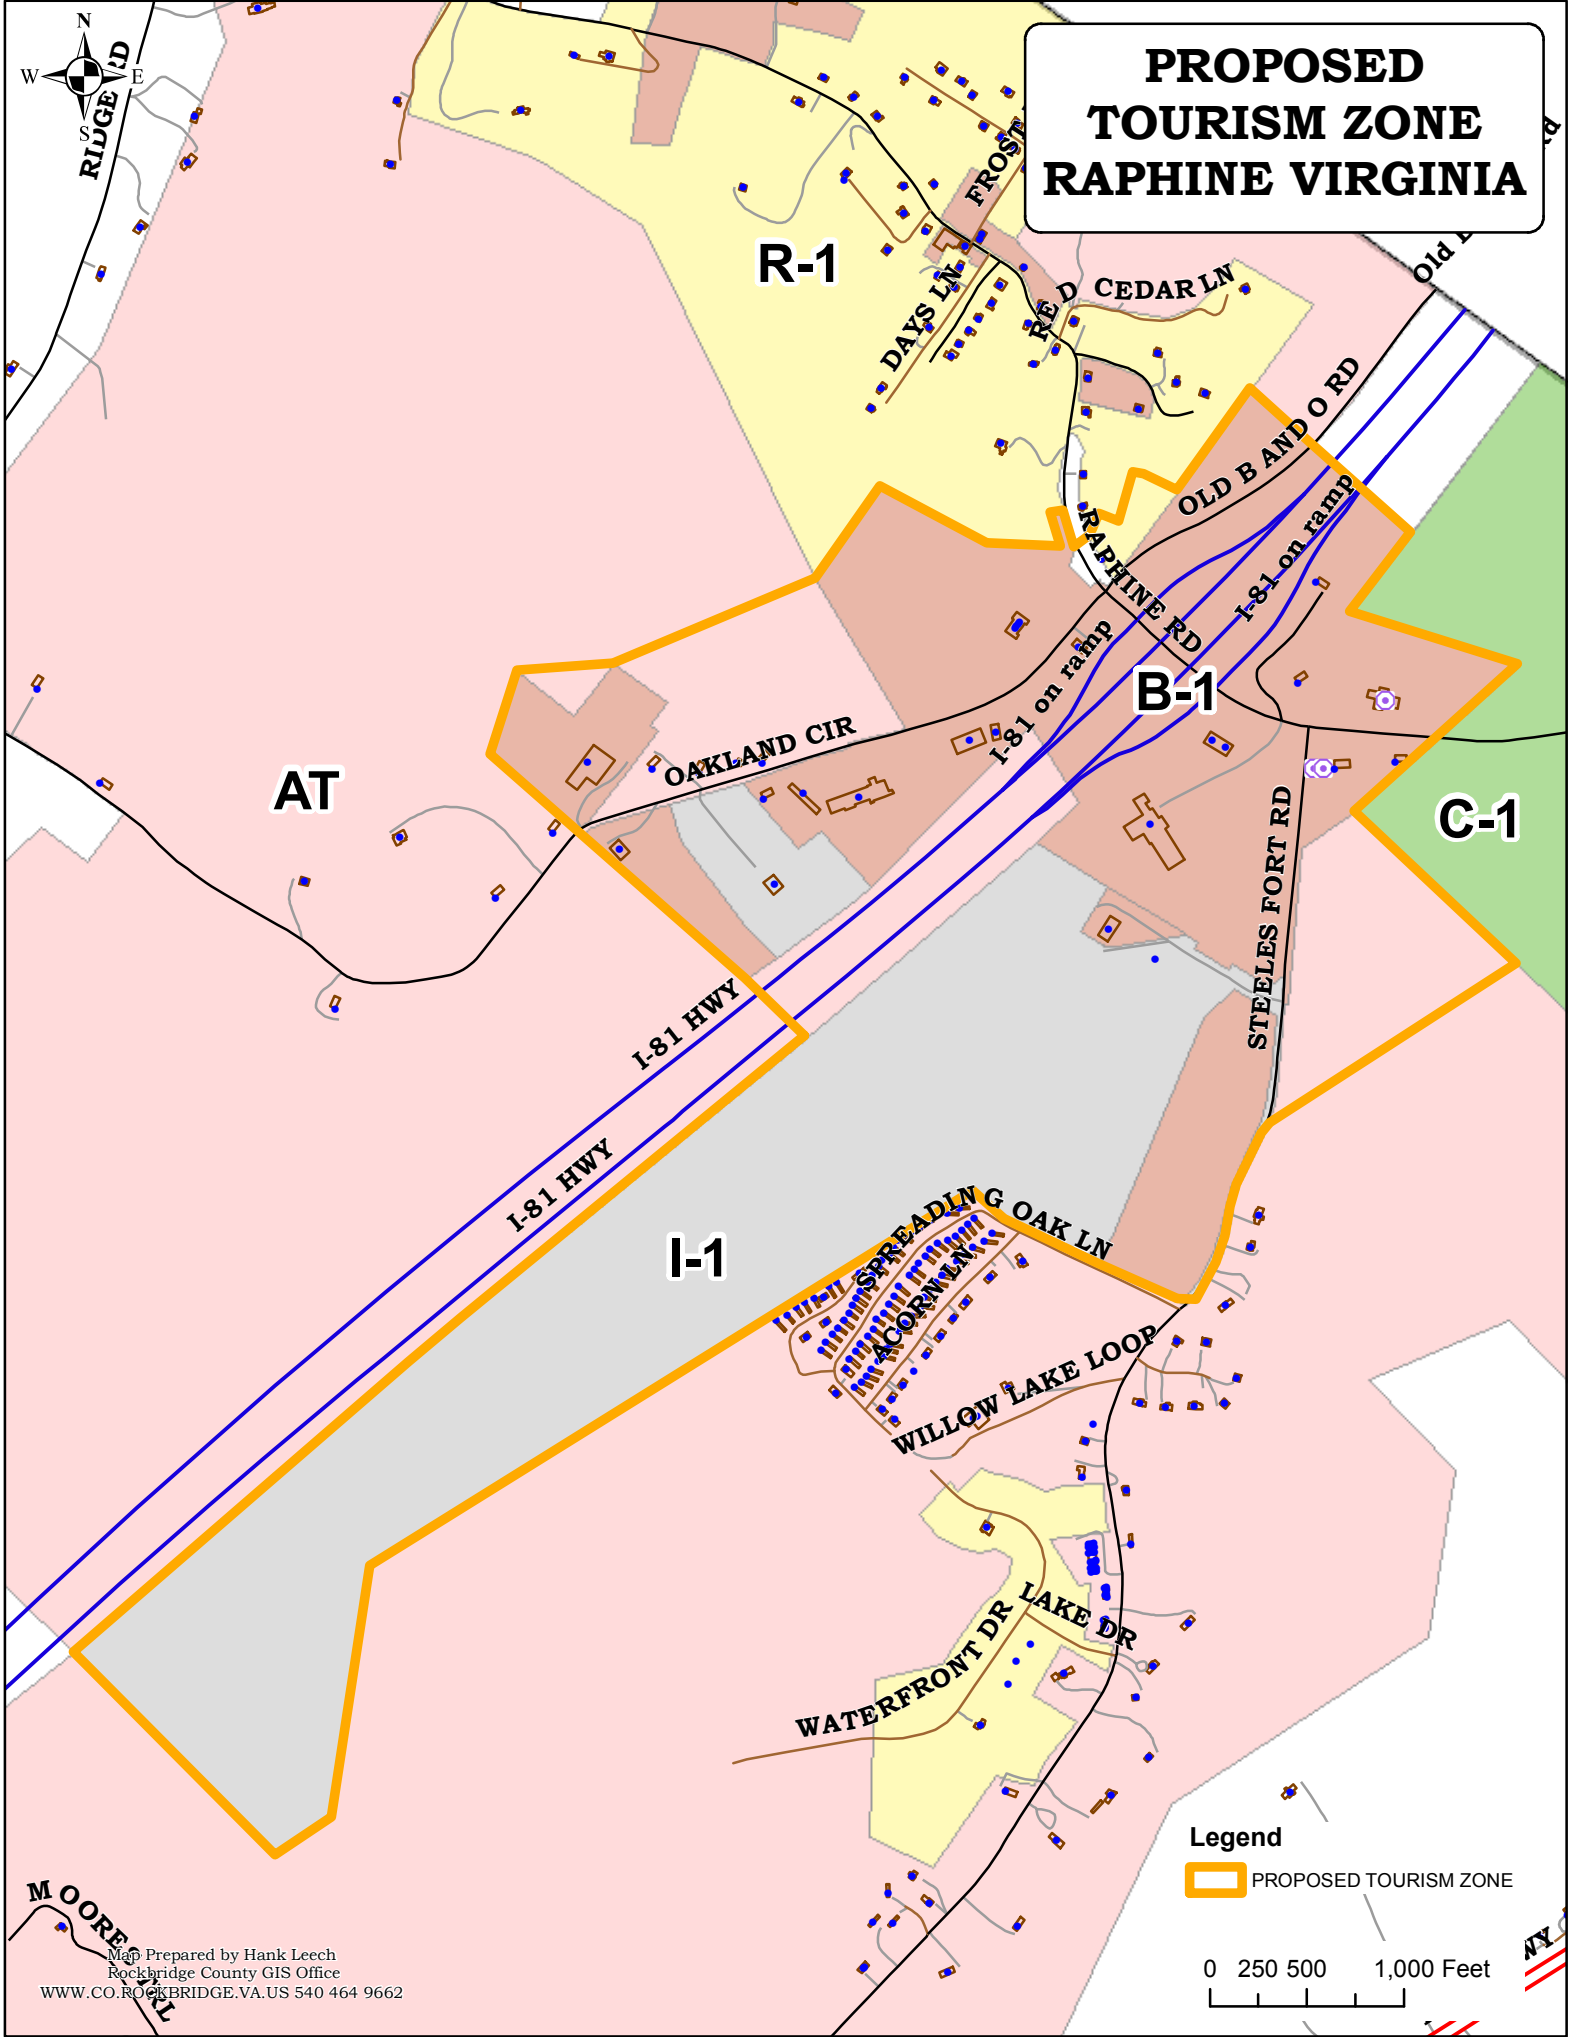 N
W E
S
RIDGE RD
PROPOSED
TOURISM ZONE
RAPHINE VIRGINIA
FROST
Old
R-1
DAYS LN
RED CEDAR LN
OLD B AND O RD
I-81 on ramp
RAPHINE RD
I-81 on ramp
B-1
OAKLAND CIR
AT
C-1
STEELES FORT RD
I-81 HWY
I-81 HWY
I-1
SPREADING OAK LN
ACORN LN
WILLOW LAKE LOOP
LAKE DR
WATERFRONT DR
Legend
PROPOSED TOURISM ZONE
0 250 500 1,000 Feet
Map Prepared by Hank Leech
Rockbridge County GIS Office
WWW.CO.ROCKBRIDGE.VA.US 540 464 9662